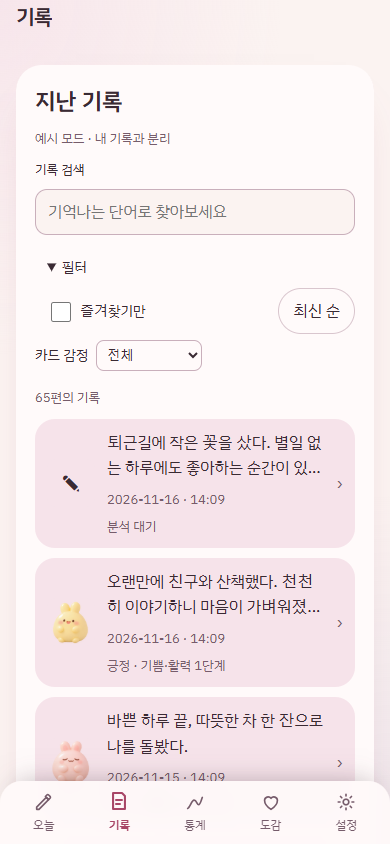 기록
지난 기록
예시 모드 · 내 기록과 분리
기록 검색
기억나는 단어로 찾아보세요
▼ 필터
즐겨찾기만
최신 순
카드 감정 전체
65편의 기록
퇴근길에 작은 꽃을 샀다. 별일 없
는 하루에도 좋아하는 순간이 있...
2026-11-16 · 14:09
분석 대기
오랜만에 친구와 산책했다. 천천
히 이야기하니 마음이 가벼워졌...
2026-11-16 · 14:09
긍정 · 기쁨·활력 1단계
바쁜 하루 끝, 따뜻한 차 한 잔으로
나를 돌봤다.
2026-11-15 · 14:09
오늘 기록 통계 도감 설정